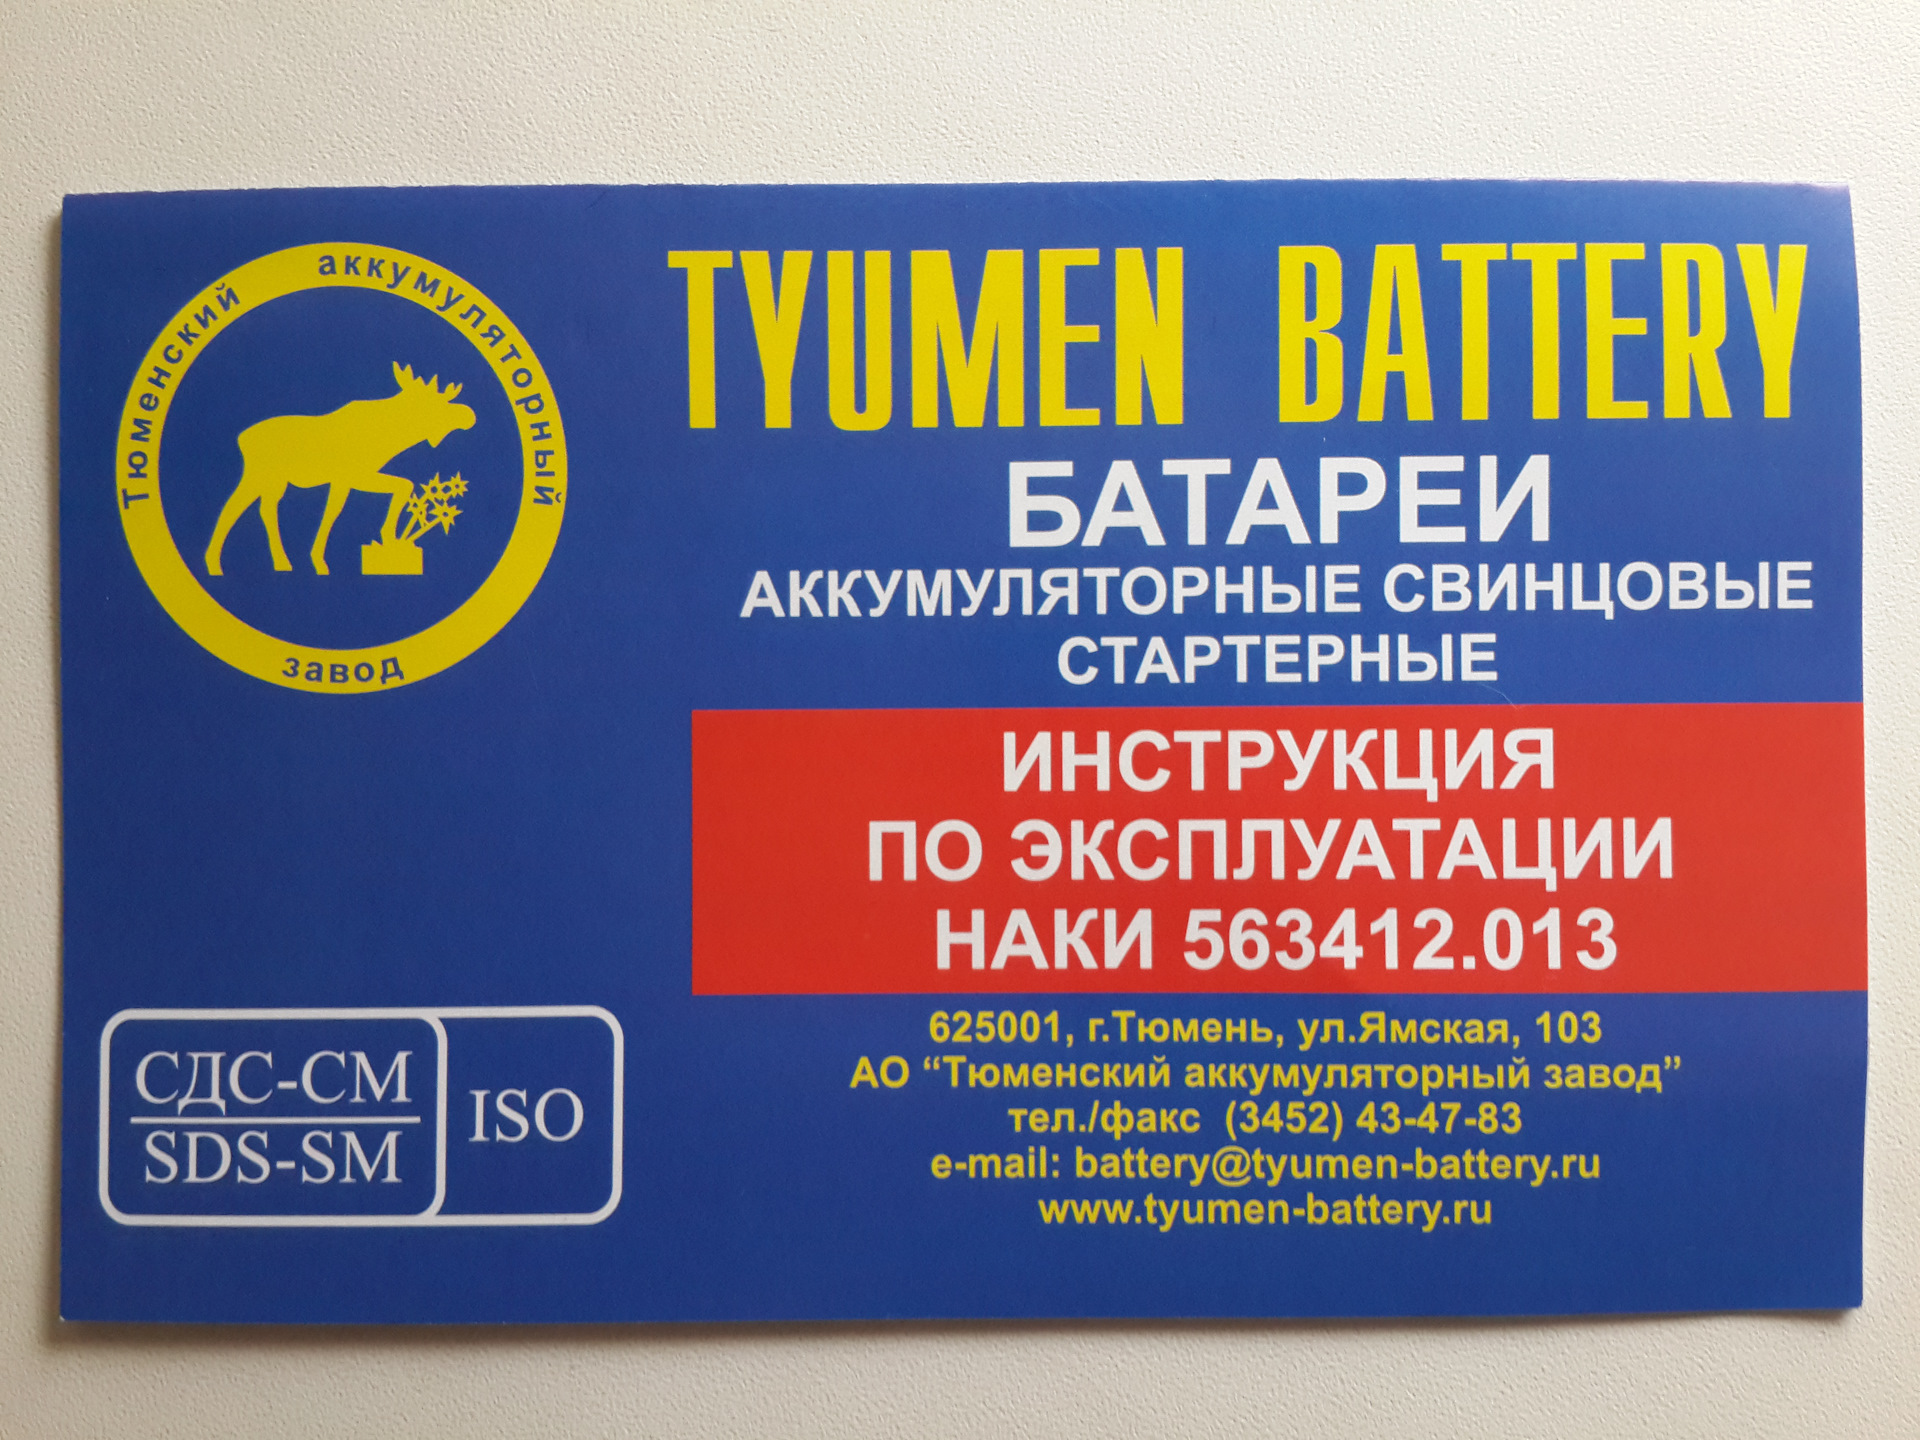 Тюменский аккумуляторный
завод
TYUMEN BATTERY
БАТАРЕИ
АККУМУЛЯТОРНЫЕ СВИНЦОВЫЕ
СТАРТЕРНЫЕ
ИНСТРУКЦИЯ
ПО ЭКСПЛУАТАЦИИ
НАКИ 563412.013
625001, г.Тюмень, ул.Ямская, 103
АО “Тюменский аккумуляторный завод”
тел./факс (3452) 43-47-83
e-mail: battery@tyumen-battery.ru
www.tyumen-battery.ru
СДС-СМ
SDS-SM
ISO